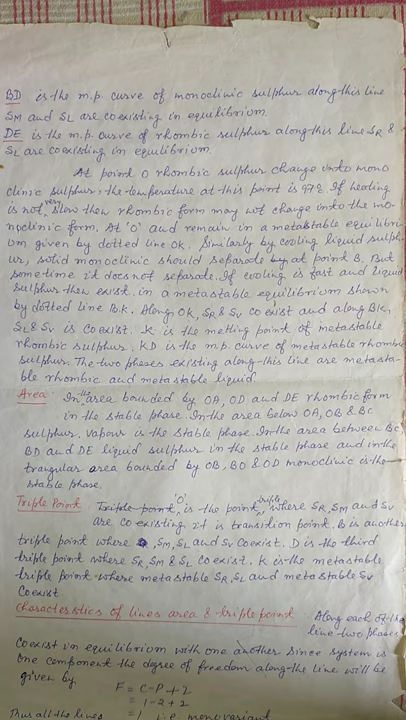 BD is the m.p. curve of monoclinic sulphur along this line
SM and SL are coexisting in equilibrium.
DE is the m.p. curve of rhombic sulphur along this line SR &
SL are coexisting in equilibrium
At point O rhombic sulphur change into mono
clinic sulphur, the temperature at this point is 97°C. If heating
is not very slow then rhombic form may not change into the mo-
noclinic form. At 'O' and remain in a metastable equilibri-
um given by dotted line OK. Similarly by cooling liquid sulph-
ur, solid monoclinic should separate at point B. But
sometime it does not separate. If cooling is fast and liquid
sulphur then exist in a metastable equilibrium shown
by dotted line BK. Along OK, SR & SV co exist and along BK,
SL & SV is coexist. K is the melting point of metastable
rhombic sulphur. KD is the m.p. curve of metastable rhombic
sulphur. The two phases existing along this line are metasta-
ble rhombic and metastable liquid.
Area: In the area bounded by OA, OD and DE rhombic form
in the stable phase. In the area below OA, OB & BC
sulphur, vapour is the stable phase. In the area between BC
BD and DE liquid sulphur in the stable phase and in the
trangular area bounded by OB, BD & OD monoclinic is the
stable phase.
Triple Point 'O' is the triple point where SR, SM and SV
are co existing it is transition point. B is another
triple point where SM, SL and SV coexist. D is the third
triple point where SR SM & SL coexist. K is the metastable
triple point where metastable SR, SL and metastable SV
coexist
Characteristics of lines area & triple point: Along each of the
line two phases
coexist in equilibrium with one another since system is
one component the degree of freedom along the line will be
given by
F = C-P+2
= 1-2+2
Thus all the lines = 1 i.e. monovariant